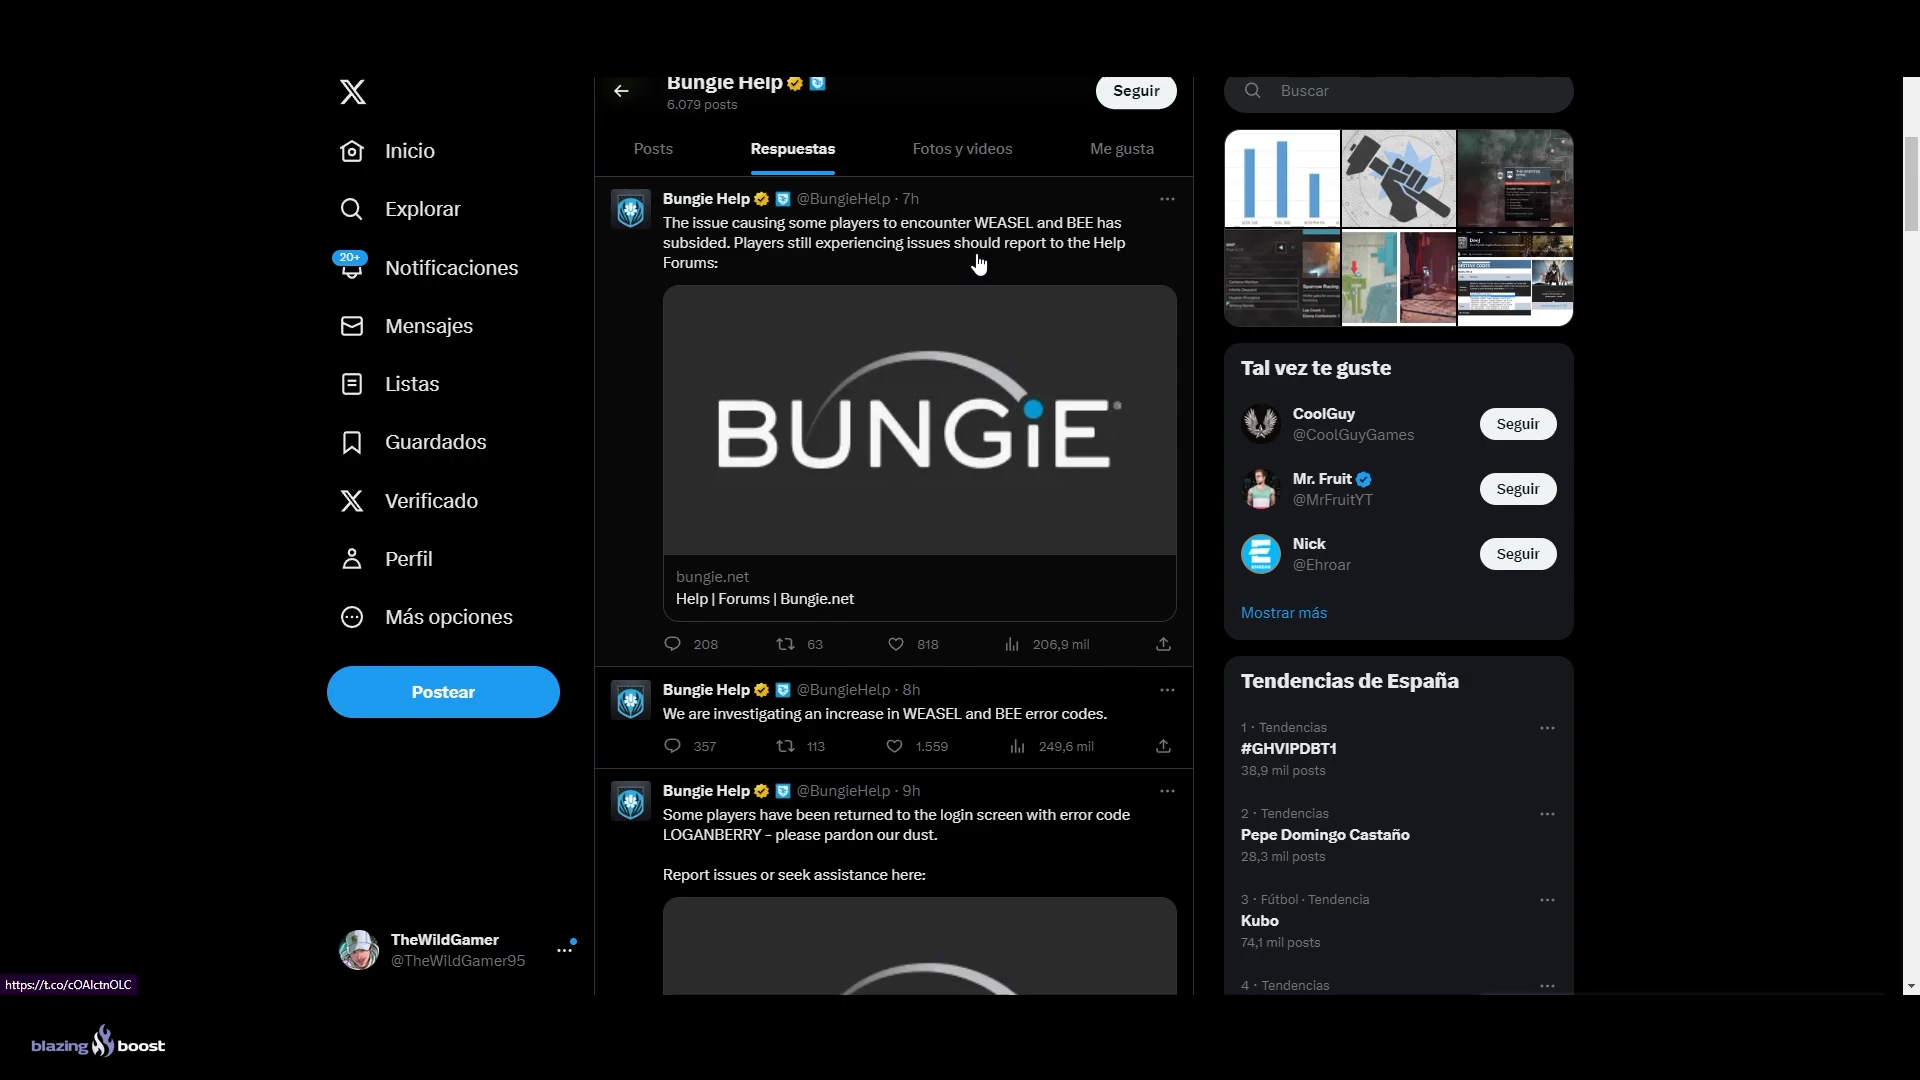 Inicio
Explorar
20+
Notificaciones
Mensajes
Listas
Guardados
Verificado
Perfil
Más opciones
Postear
TheWildGamer
@TheWildGamer95
https://t.co/cOAlctnOLC
blazing boost
Bungie Help
6.079 posts
Seguir
Posts
Respuestas
Fotos y videos
Me gusta
Bungie Help @BungieHelp · 7h
The issue causing some players to encounter WEASEL and BEE has
subsided. Players still experiencing issues should report to the Help
Forums:
BUNGiE
bungie.net
Help | Forums | Bungie.net
208
63
818
206,9 mil
Bungie Help @BungieHelp · 8h
We are investigating an increase in WEASEL and BEE error codes.
357
113
1.559
249,6 mil
Bungie Help @BungieHelp · 9h
Some players have been returned to the login screen with error code
LOGANBERRY - please pardon our dust.
Report issues or seek assistance here:
Buscar
Tal vez te guste
CoolGuy
@CoolGuyGames
Seguir
Mr. Fruit
@MrFruitYT
Seguir
Nick
@Ehroar
Seguir
Mostrar más
Tendencias de España
1 · Tendencias
#GHVIPDBT1
38,9 mil posts
2 · Tendencias
Pepe Domingo Castaño
28,3 mil posts
3 · Fútbol · Tendencia
Kubo
74,1 mil posts
4 · Tendencias